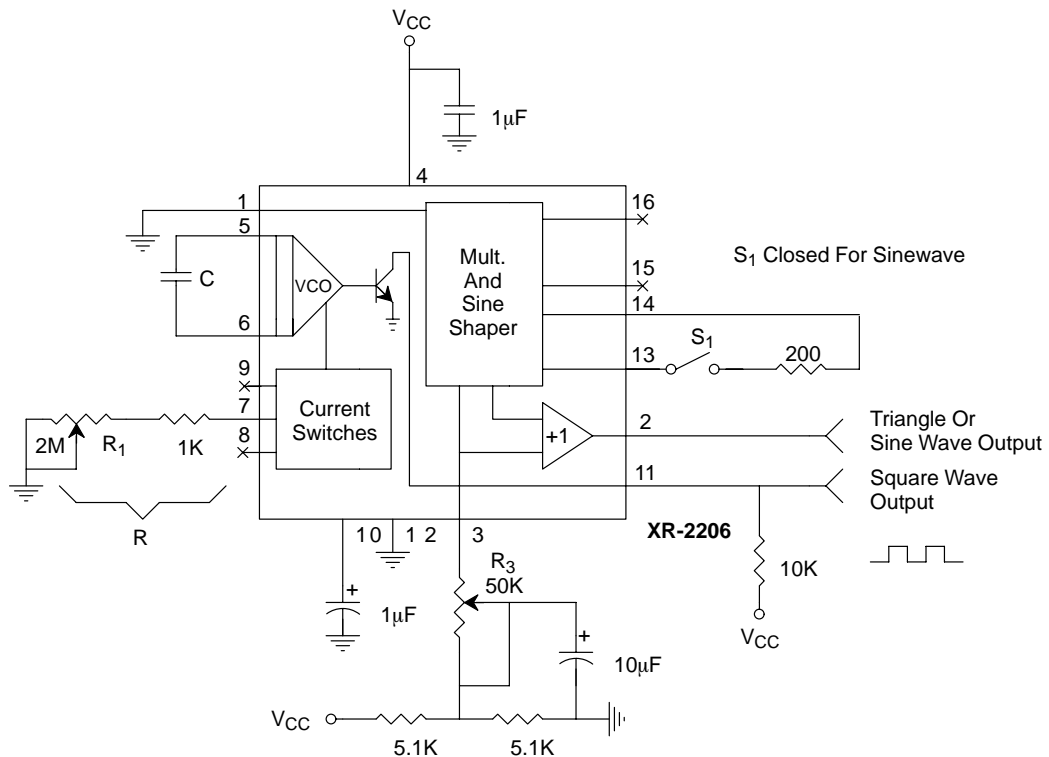 VCC
1µF
4
1
16
5
Mult.
And
Sine
Shaper
S1 Closed For Sinewave
15
C
VCO
14
6
S1
13
200
9
Current
Switches
7
2M
R1
1K
8
+1
2
Triangle Or
Sine Wave Output
11
Square Wave
Output
R
10
1 2
3
XR-2206
R3
50K
10K
1µF
+
+
10µF
VCC
VCC
5.1K
5.1K